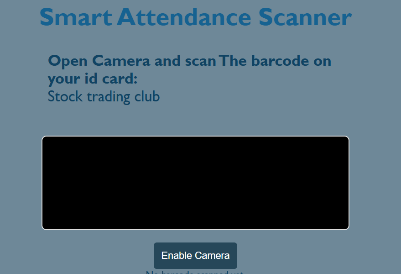 Smart Attendance Scanner
Open Camera and scan The barcode on
your id card:
Stock trading club
Enable Camera